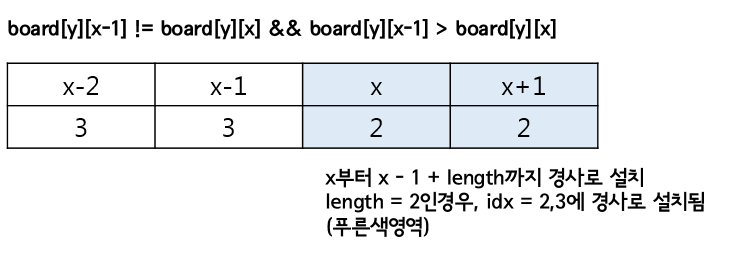 board[y][x-1] != board[y][x] && board[y][x-1] > board[y][x]
x-2 x-1 x x+1
3 3 2 2
x부터 x - 1 + length까지 경사로 설치
length = 2인경우, idx = 2,3에 경사로 설치됨
(푸른색영역)